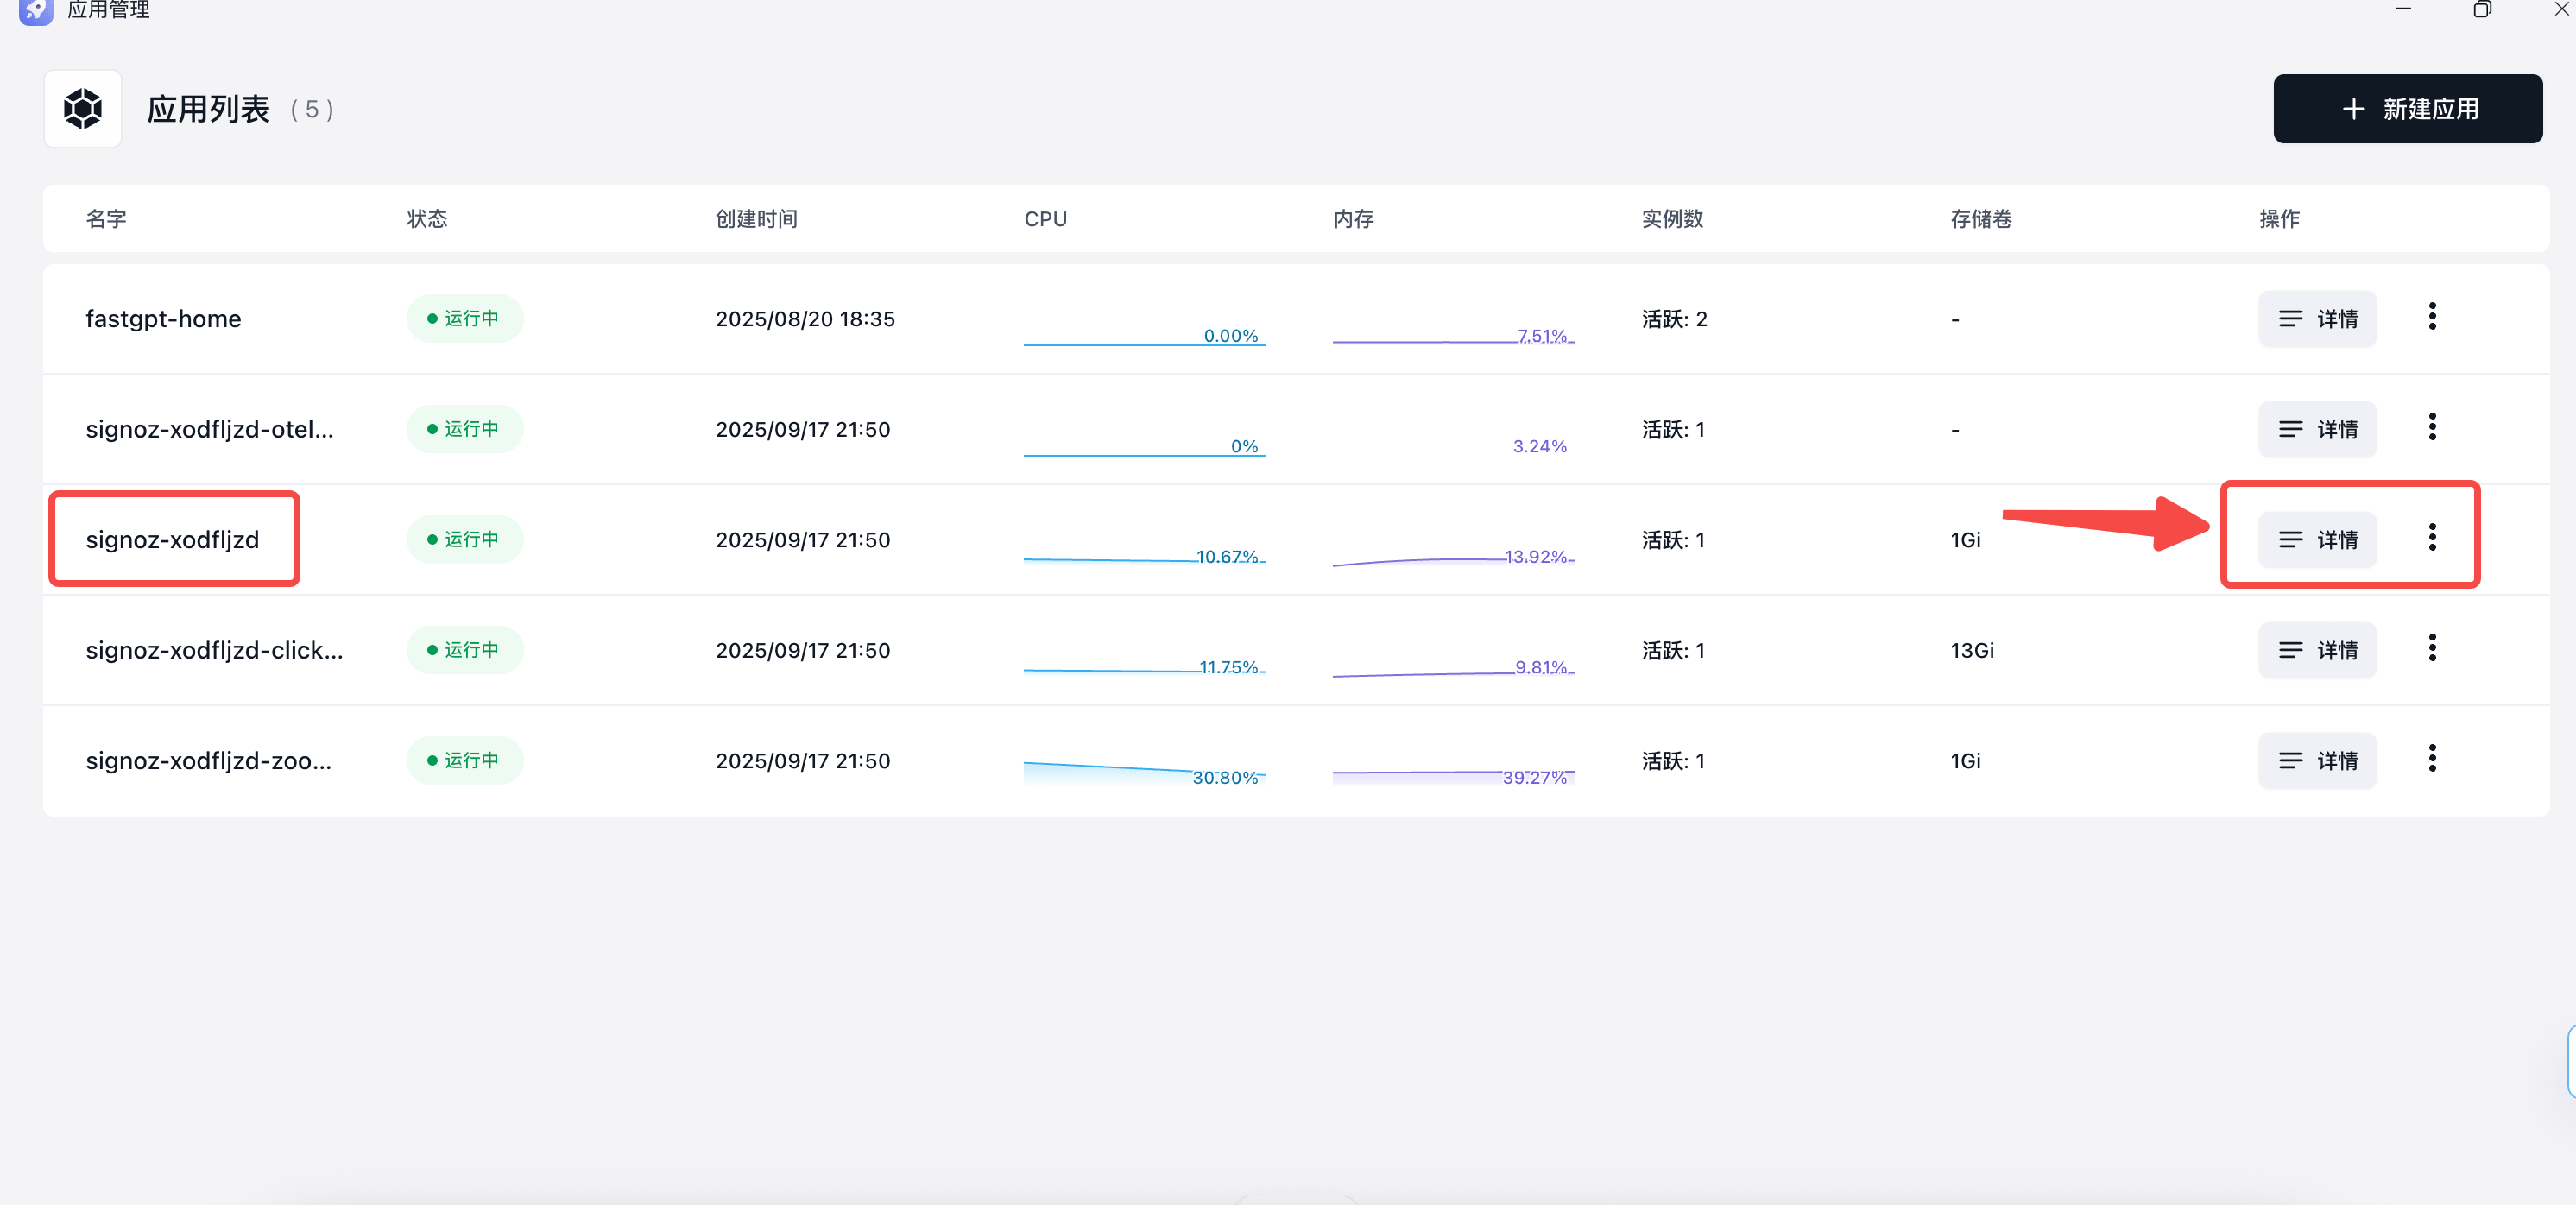 应用管理
应用列表 ( 5 )
+ 新建应用
名字 状态 创建时间 CPU 内存 实例数 存储卷 操作
fastgpt-home 运行中 2025/08/20 18:35 0.00% 7.51% 活跃: 2 - 详情
signoz-xodfljzd-otel... 运行中 2025/09/17 21:50 0% 3.24% 活跃: 1 - 详情
signoz-xodfljzd 运行中 2025/09/17 21:50 10.67% 13.92% 活跃: 1 1Gi 详情
signoz-xodfljzd-click... 运行中 2025/09/17 21:50 11.75% 9.81% 活跃: 1 13Gi 详情
signoz-xodfljzd-zoo... 运行中 2025/09/17 21:50 30.80% 39.27% 活跃: 1 1Gi 详情